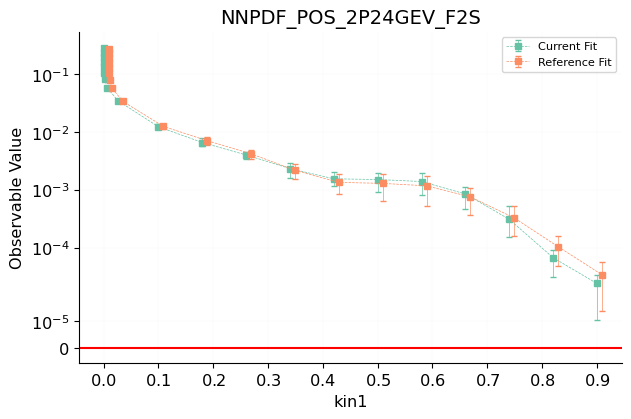 NNPDF_POS_2P24GEV_F2S
Current Fit
Reference Fit
Observable Value
10⁻¹
10⁻²
10⁻³
10⁻⁴
10⁻⁵
0
0.0 0.1 0.2 0.3 0.4 0.5 0.6 0.7 0.8 0.9
kin1